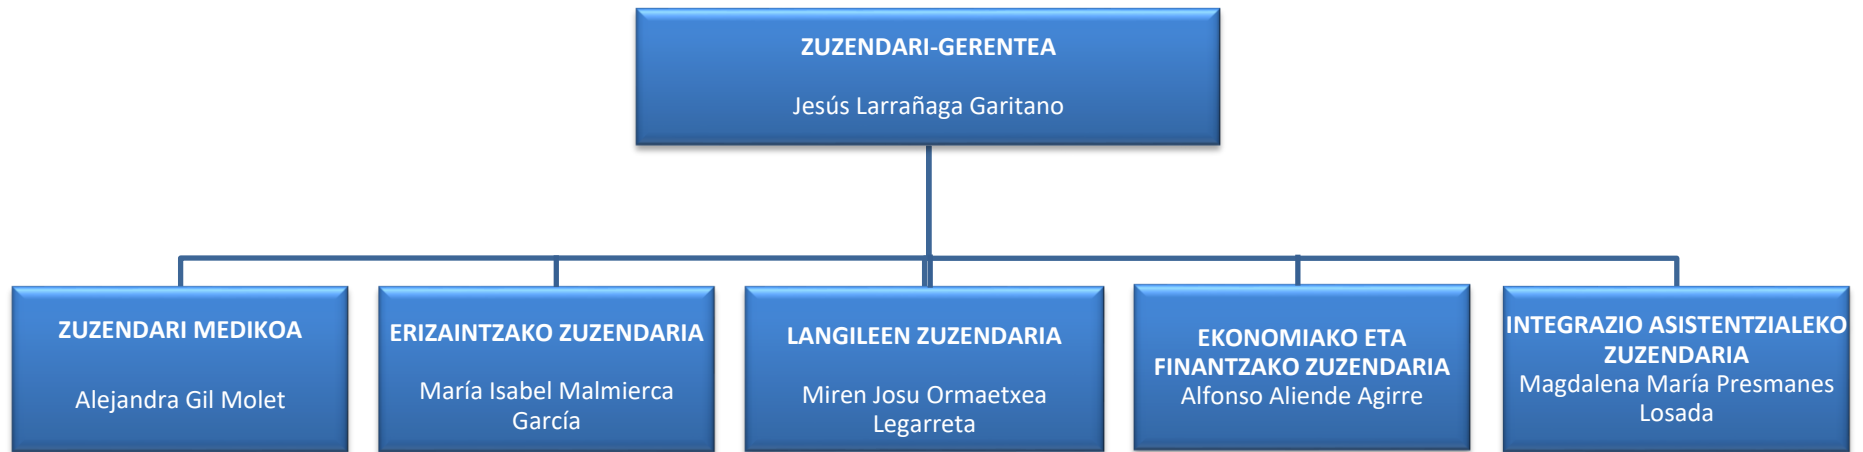 ZUZENDARI-GERENTEA
Jesús Larrañaga Garitano
ZUZENDARI MEDIKOA
Alejandra Gil Molet
ERIZAINTZAKO ZUZENDARIA
María Isabel Malmierca
García
LANGILEEN ZUZENDARIA
Miren Josu Ormaetxea
Legarreta
EKONOMIAKO ETA
FINANTZAKO ZUZENDARIA
Alfonso Aliende Agirre
INTEGRAZIO ASISTENTZIALEKO
ZUZENDARIA
Magdalena María Presmanes
Losada